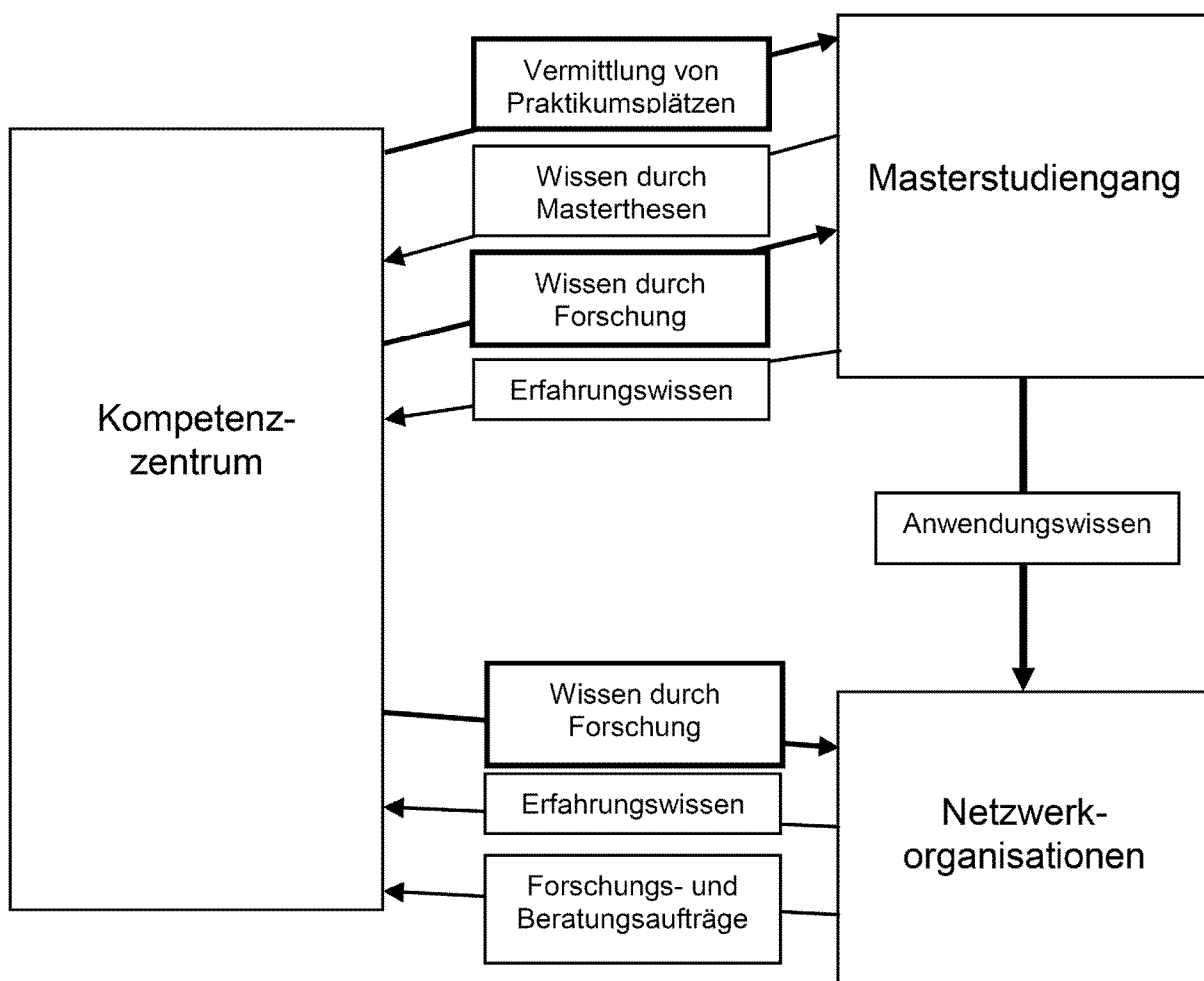 Vermittlung von
Praktikumsplätzen
Masterstudiengang
Wissen durch
Masterthesen
Wissen durch
Forschung
Erfahrungswissen
Kompetenz-
zentrum
Anwendungswissen
Wissen durch
Forschung
Erfahrungswissen
Netzwerk-
organisationen
Forschungs- und
Beratungsaufträge